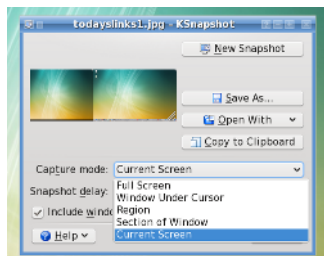 todayslinks1.jpg - KSnapshot
New Snapshot
Save As...
Open With
Copy to Clipboard
Capture mode: Current Screen
Full Screen
Snapshot delay:
Window Under Cursor
Region
Include windo
Section of Window
Current Screen
Help